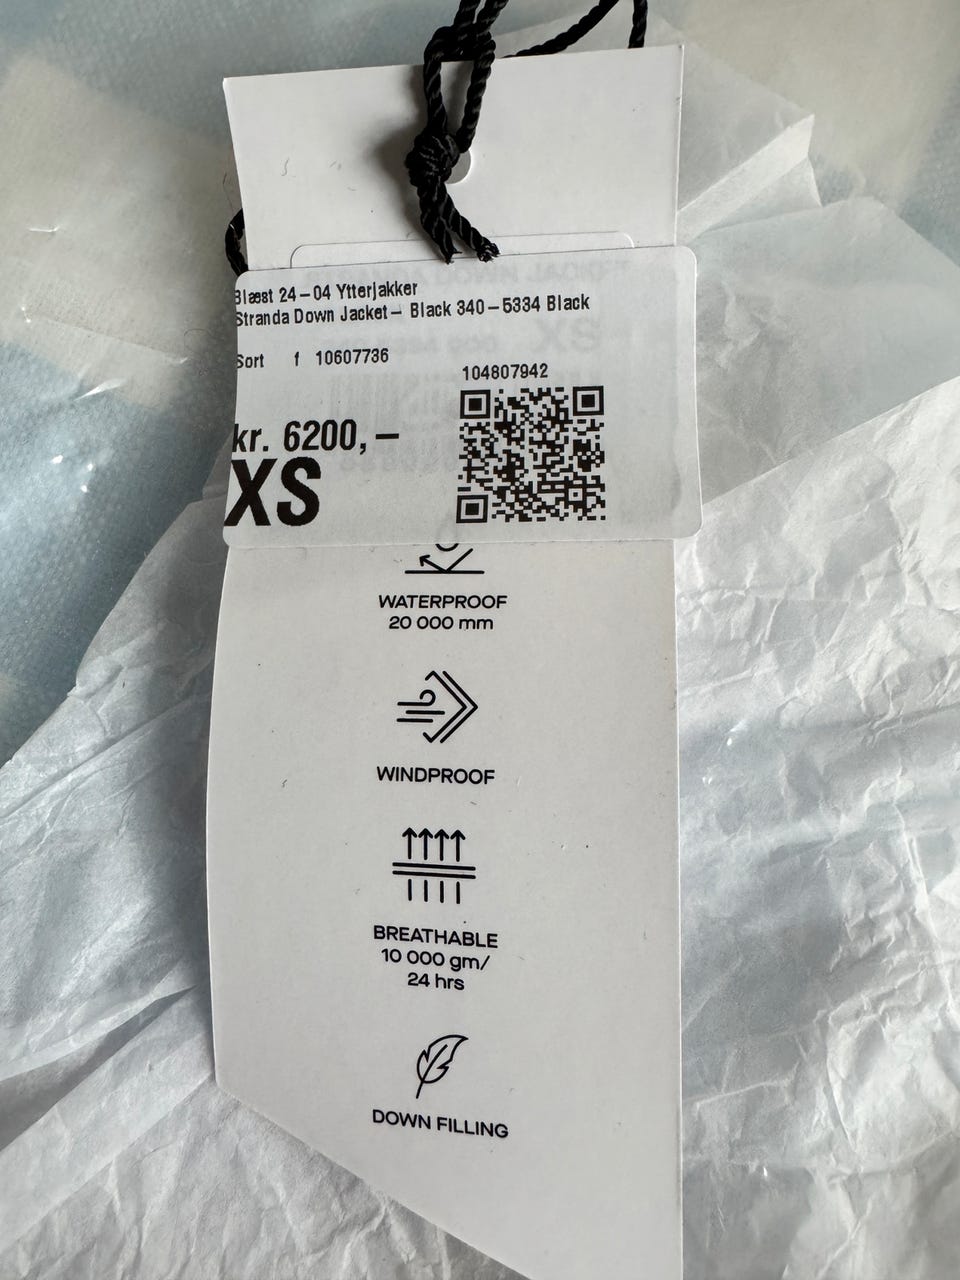 Blæst 24-04 Ytterjakker
Stranda Down Jacket- Black 340-5334 Black
Sort f 10607736
104807942
kr. 6200,-
XS
WATERPROOF
20 000 mm
WINDPROOF
BREATHABLE
10 000 gm/
24 hrs
DOWN FILLING